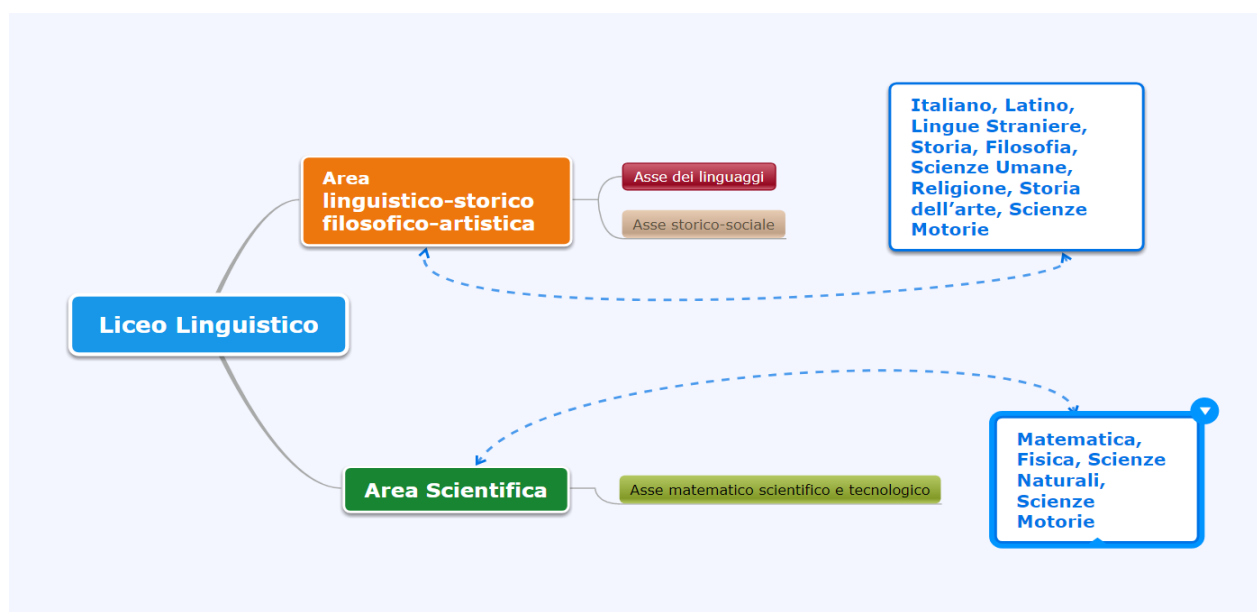 Italiano, Latino,
Lingue Straniere,
Storia, Filosofia,
Scienze Umane,
Religione, Storia
dell’arte, Scienze
Motorie
Area
linguistico-storico
filosofico-artistica
Asse dei linguaggi
Asse storico-sociale
Liceo Linguistico
Area Scientifica
Asse matematico scientifico e tecnologico
Matematica,
Fisica, Scienze
Naturali,
Scienze
Motorie